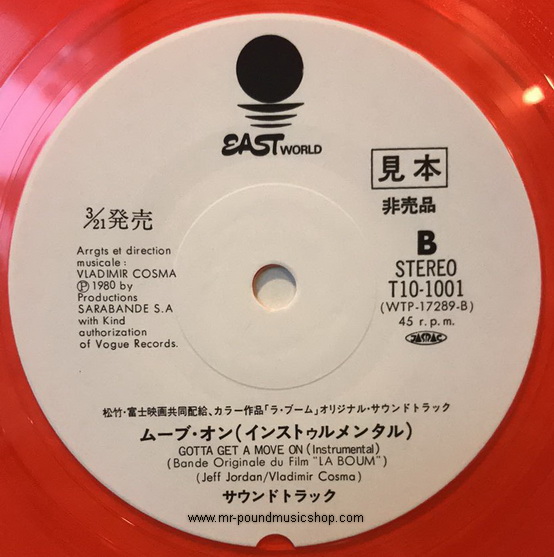 EAST WORLD
見本
非売品
3/21発売
B
STEREO
T10-1001
(WTP-17289-B)
45 r.p.m.
JASRAC
Arrgts et direction
musicale :
VLADIMIR COSMA
Ⓟ 1980 by
Productions
SARABANDE S.A
with Kind
authorization
of Vogue Records.
松竹・富士映画共同配給、カラー作品「ラ・ブーム」オリジナル・サウンドトラック
ムーブ・オン(インストゥルメンタル)
GOTTA GET A MOVE ON (Instrumental)
(Bande Originale du Film "LA BOUM")
(Jeff Jordan/Vladimir Cosma)
サウンドトラック
www.mr-poundmusicshop.com